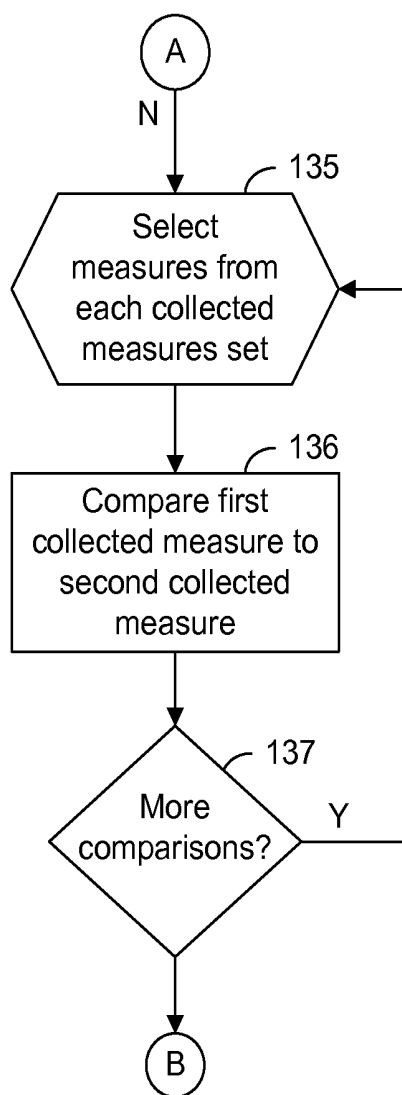 A
N
135
Select
measures from
each collected
measures set
136
Compare first
collected measure to
second collected
measure
137
More
comparisons?
Y
B